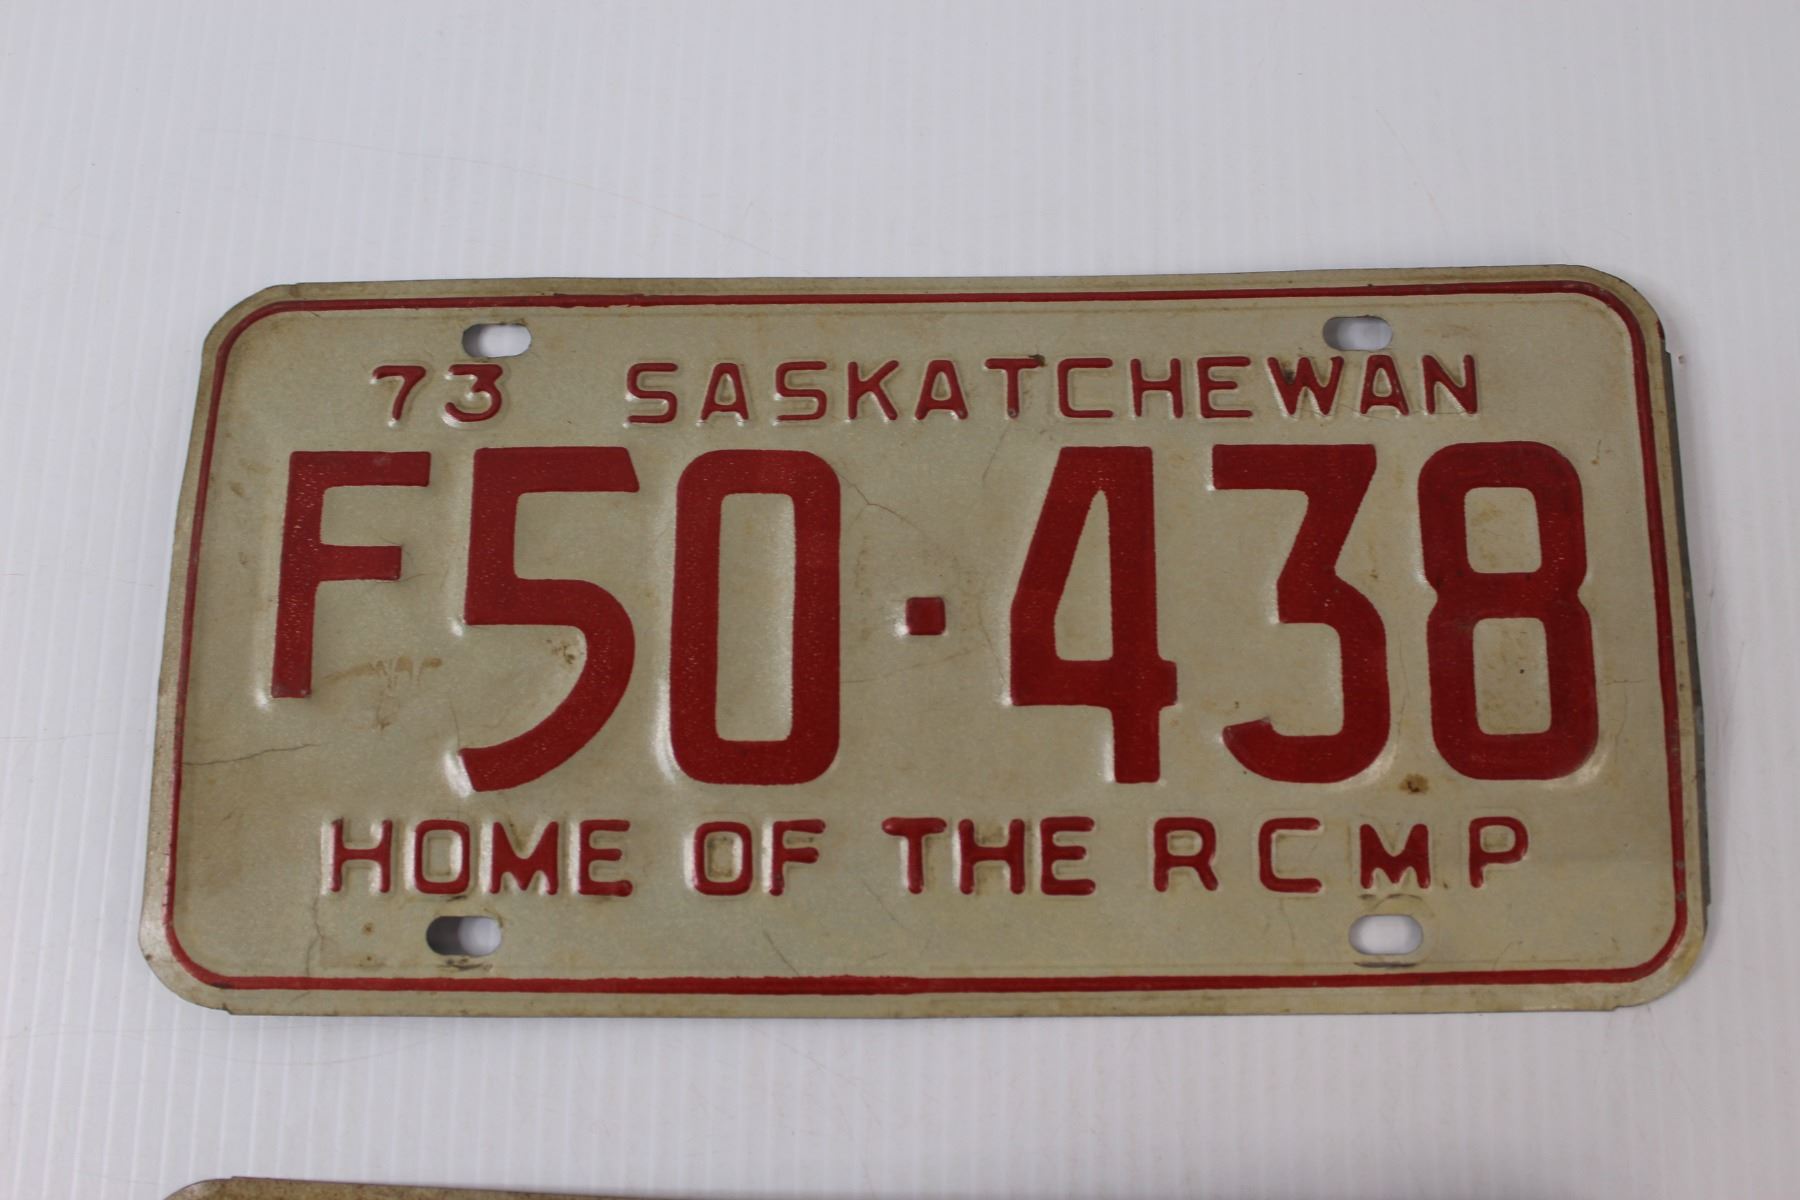 73 SASKATCHEWAN
F50·438
HOME OF THE RCMP